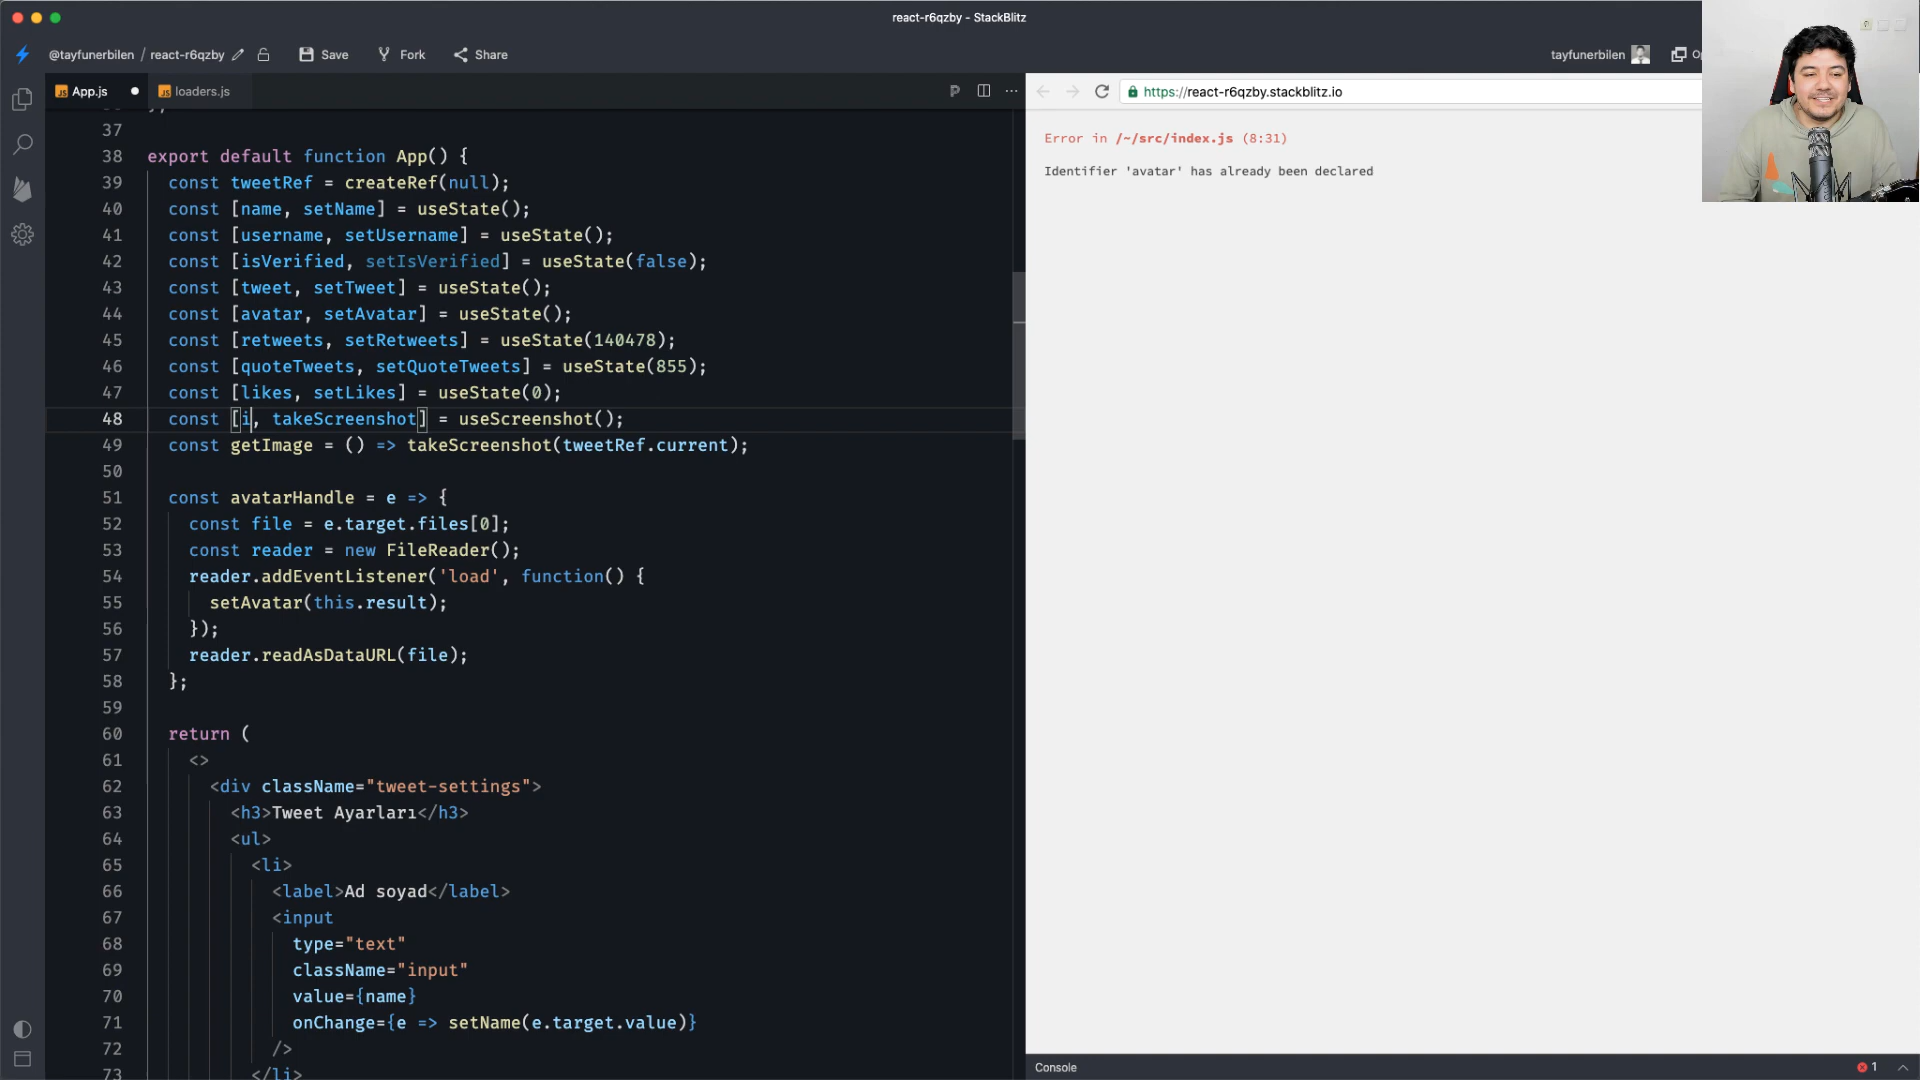 react-r6qzby - StackBlitz
@tayfunerbilen / react-r6qzby Save Fork Share
tayfunerbilen
App.js loaders.js
https://react-r6qzby.stackblitz.io
37
38 export default function App() {
39 const tweetRef = createRef(null);
40 const [name, setName] = useState();
41 const [username, setUsername] = useState();
42 const [isVerified, setIsVerified] = useState(false);
43 const [tweet, setTweet] = useState();
44 const [avatar, setAvatar] = useState();
45 const [retweets, setRetweets] = useState(140478);
46 const [quoteTweets, setQuoteTweets] = useState(855);
47 const [likes, setLikes] = useState(0);
48 const [i, takeScreenshot] = useScreenshot();
49 const getImage = () => takeScreenshot(tweetRef.current);
50
51 const avatarHandle = e => {
52 const file = e.target.files[0];
53 const reader = new FileReader();
54 reader.addEventListener('load', function() {
55 setAvatar(this.result);
56 });
57 reader.readAsDataURL(file);
58 };
59
60 return (
61 <>
62 <div className="tweet-settings">
63 <h3>Tweet Ayarları</h3>
64 <ul>
65 <li>
66 <label>Ad soyad</label>
67 <input
68 type="text"
69 className="input"
70 value={name}
71 onChange={e => setName(e.target.value)}
72 />
73 </li>
Error in /~/src/index.js (8:31)
Identifier 'avatar' has already been declared
Console 1